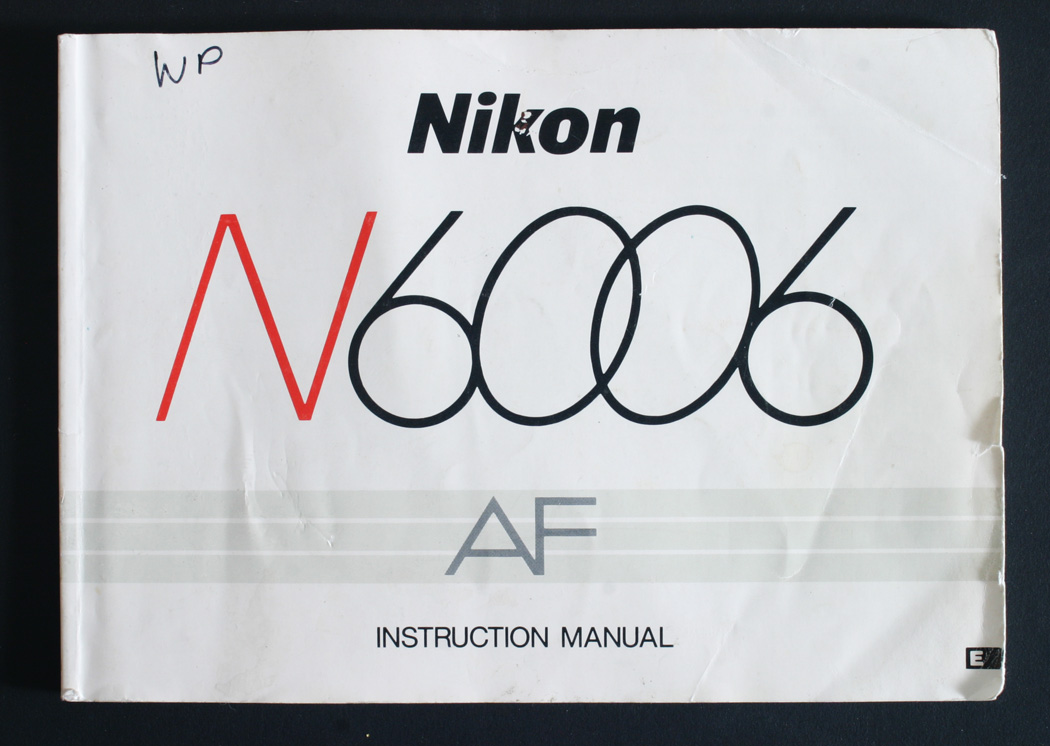 WP
Nikon
N6006
AF
INSTRUCTION MANUAL
E